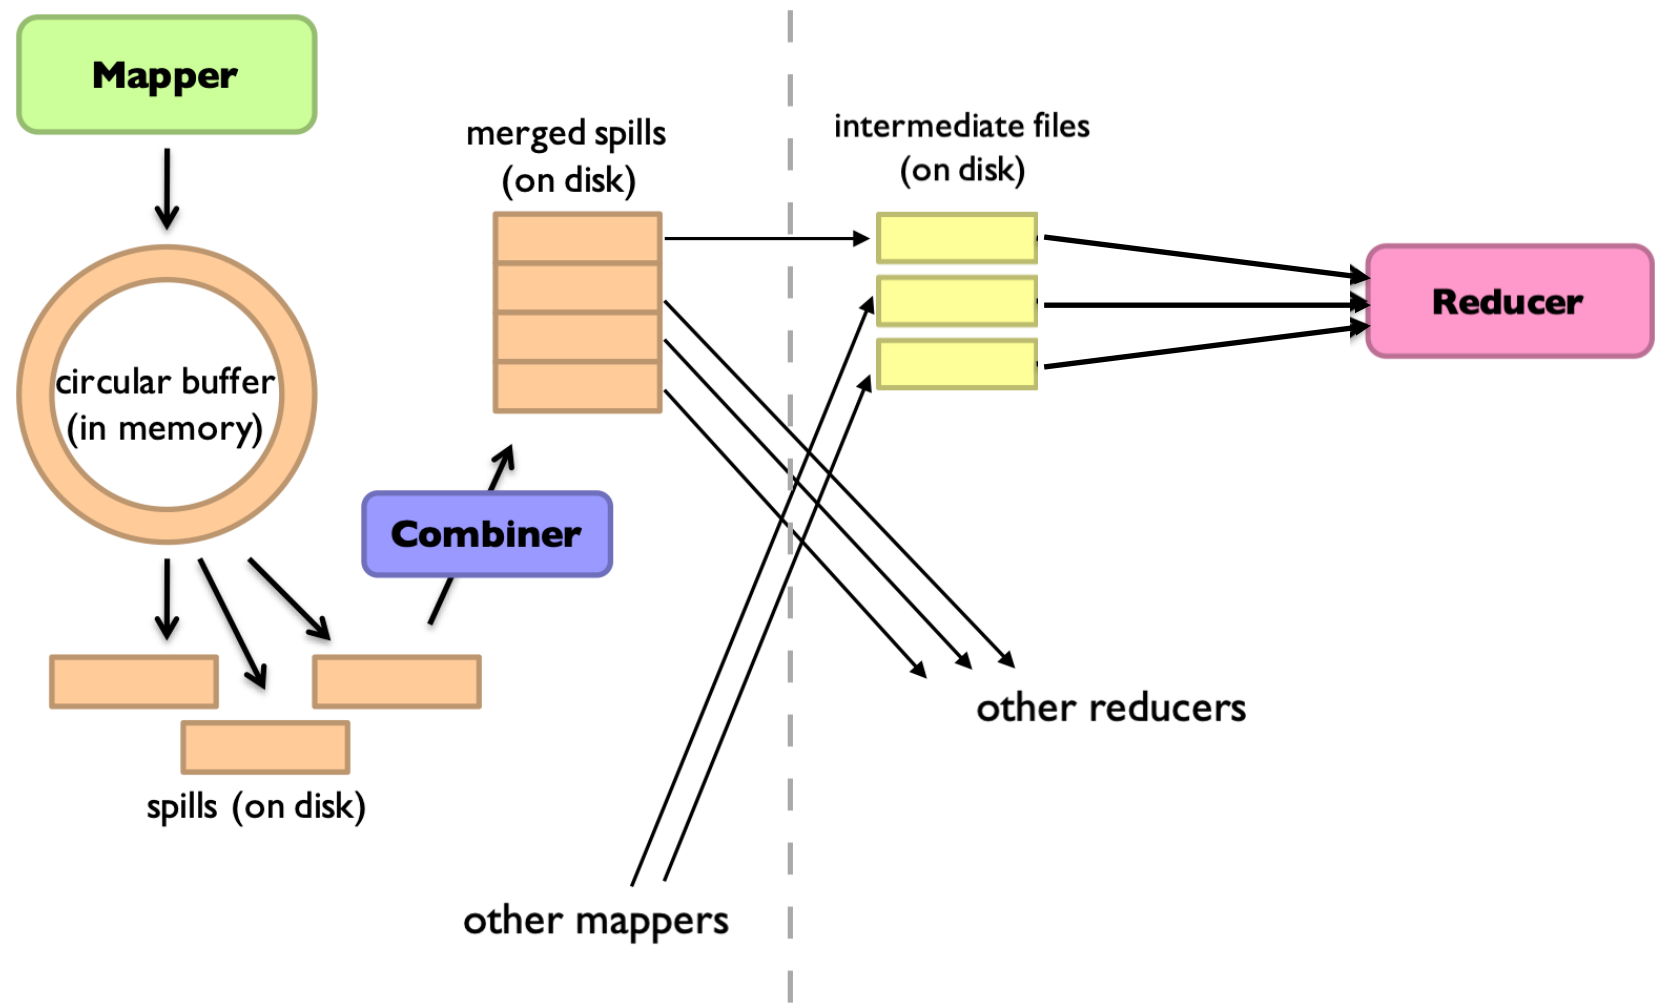 Mapper
circular buffer
(in memory)
spills (on disk)
Combiner
merged spills
(on disk)
other mappers
intermediate files
(on disk)
other reducers
Reducer